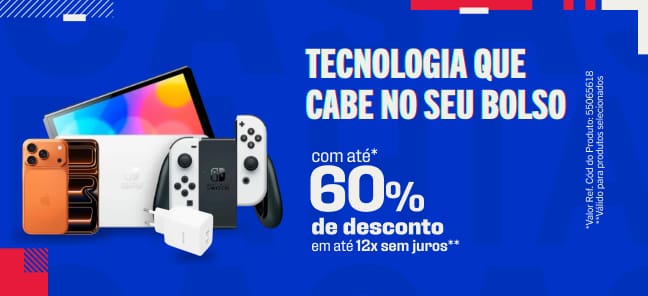 TECNOLOGIA QUE
CABE NO SEU BOLSO
com até*
60%
de desconto
em até 12x sem juros**
*Valor Ref. Cód do Produto: 55065618
**Válido para produtos selecionados